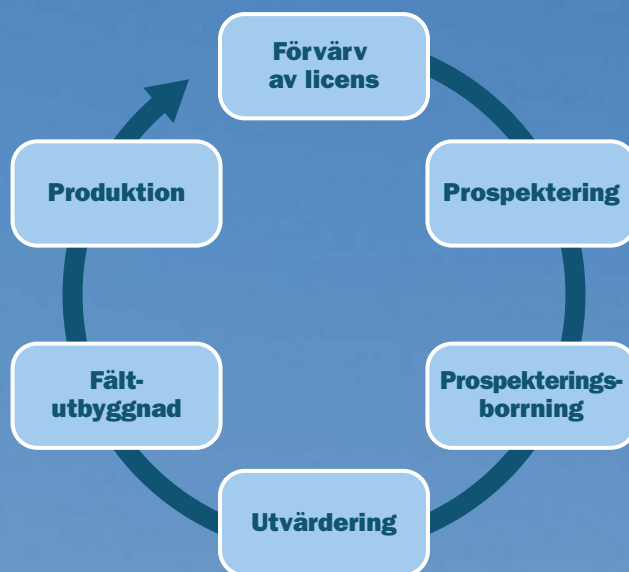 Förvärv
av licens
Prospektering
Prospekterings-
borrning
Utvärdering
Fält-
utbyggnad
Produktion